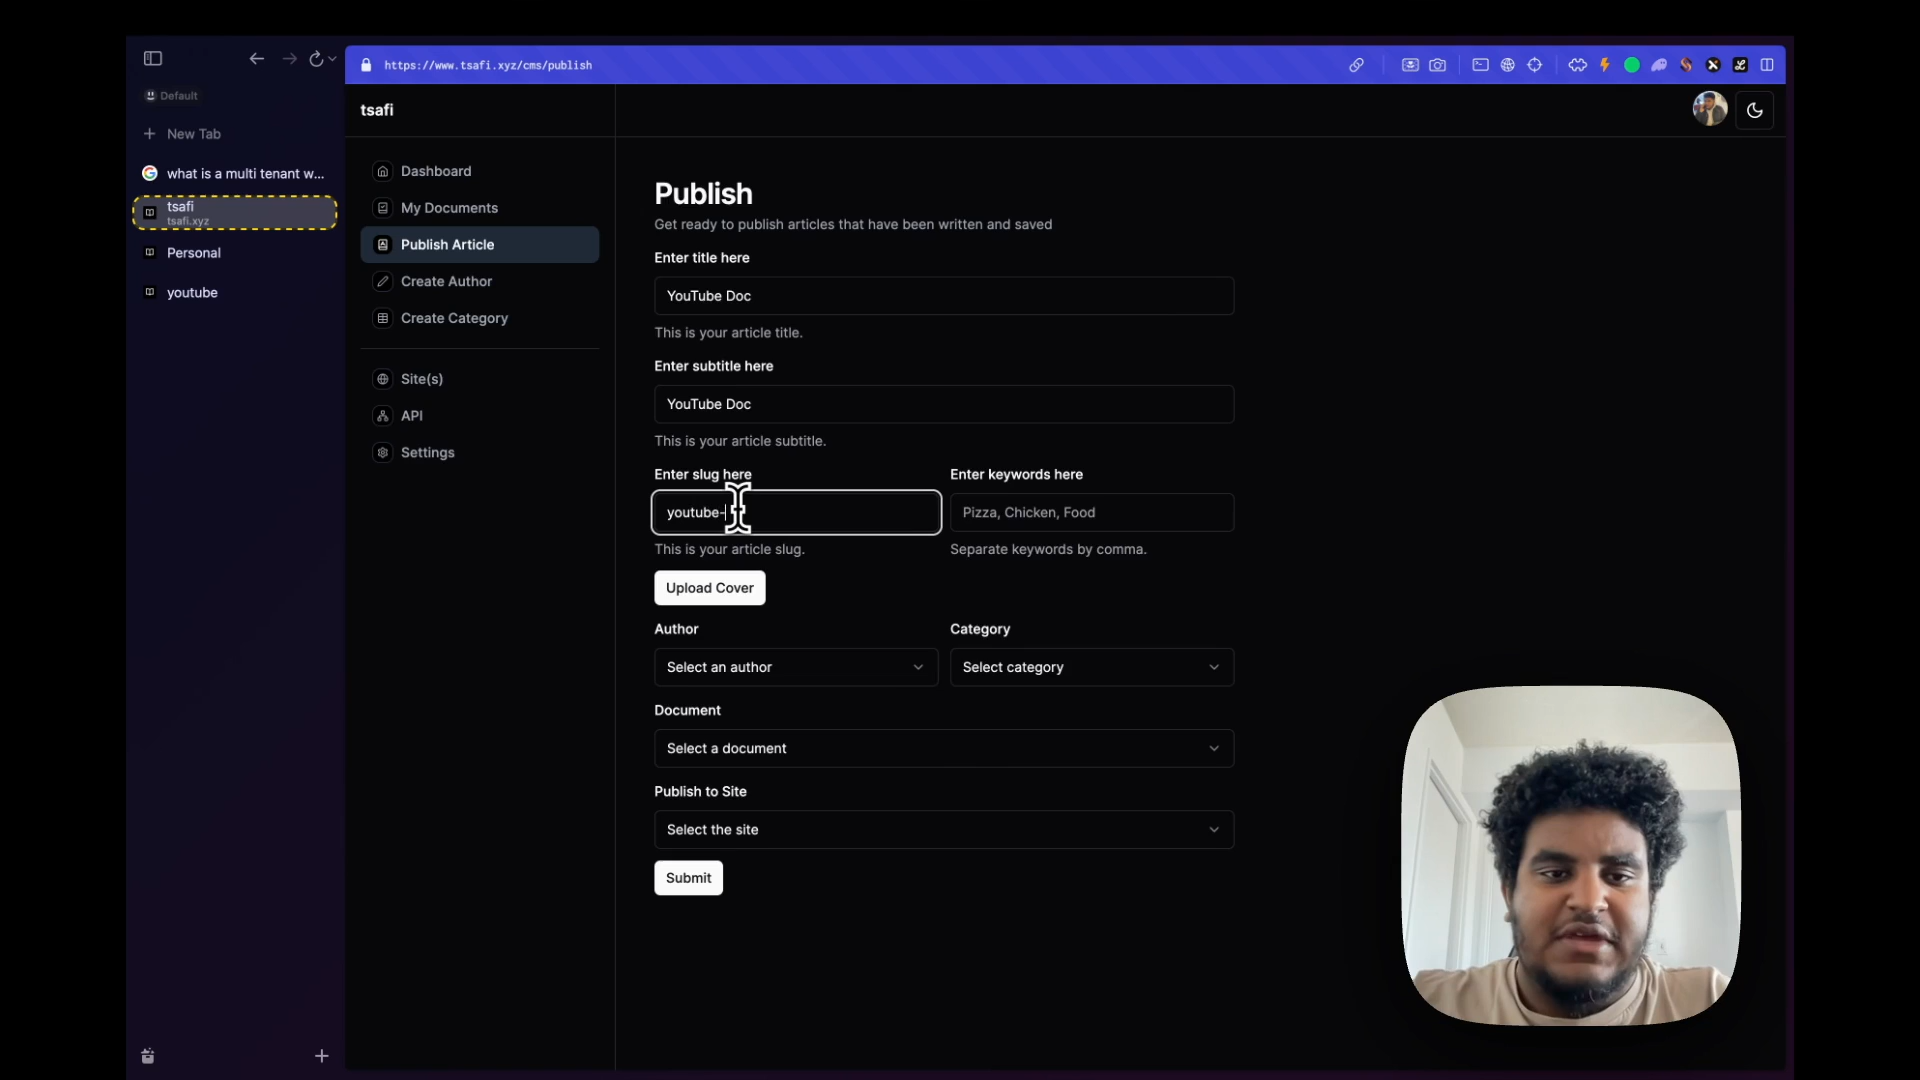 https://www.tsafi.xyz/cms/publish
Default
New Tab
what is a multi tenant w...
tsafi
tsafi.xyz
Personal
youtube
tsafi
Dashboard
My Documents
Publish Article
Create Author
Create Category
Site(s)
API
Settings
Publish
Get ready to publish articles that have been written and saved
Enter title here
YouTube Doc
This is your article title.
Enter subtitle here
YouTube Doc
This is your article subtitle.
Enter slug here
Enter keywords here
youtube-
Pizza, Chicken, Food
This is your article slug.
Separate keywords by comma.
Upload Cover
Author
Category
Select an author
Select category
Document
Select a document
Publish to Site
Select the site
Submit